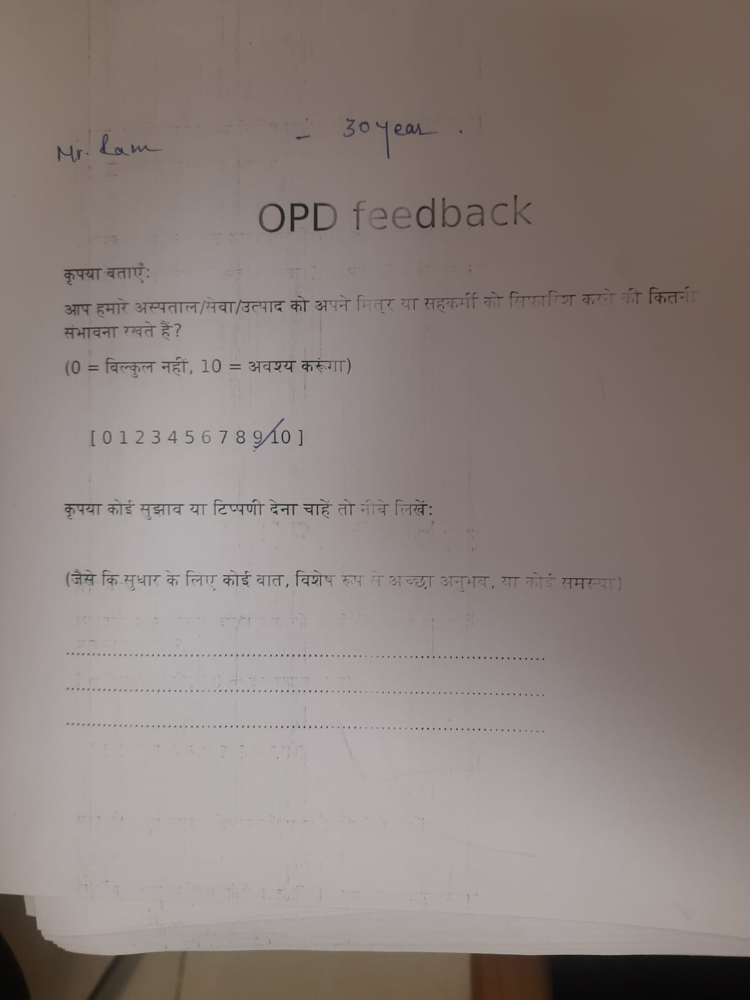 Mr. Ram - 30 year .
OPD feedback
कृपया बताएँ:
आप हमारे अस्पताल/सेवा/उत्पाद को अपने मित्र या सहकर्मी को सिफारिश करने की कितनी
संभावना रखते हैं?
(0 = बिल्कुल नहीं, 10 = अवश्य करूंगा)
[ 0 1 2 3 4 5 6 7 8 9 10 ]
कृपया कोई सुझाव या टिप्पणी देना चाहें तो नीचे लिखें:
(जैसे कि सुधार के लिए कोई बात, विशेष रूप से अच्छा अनुभव, या कोई समस्या)